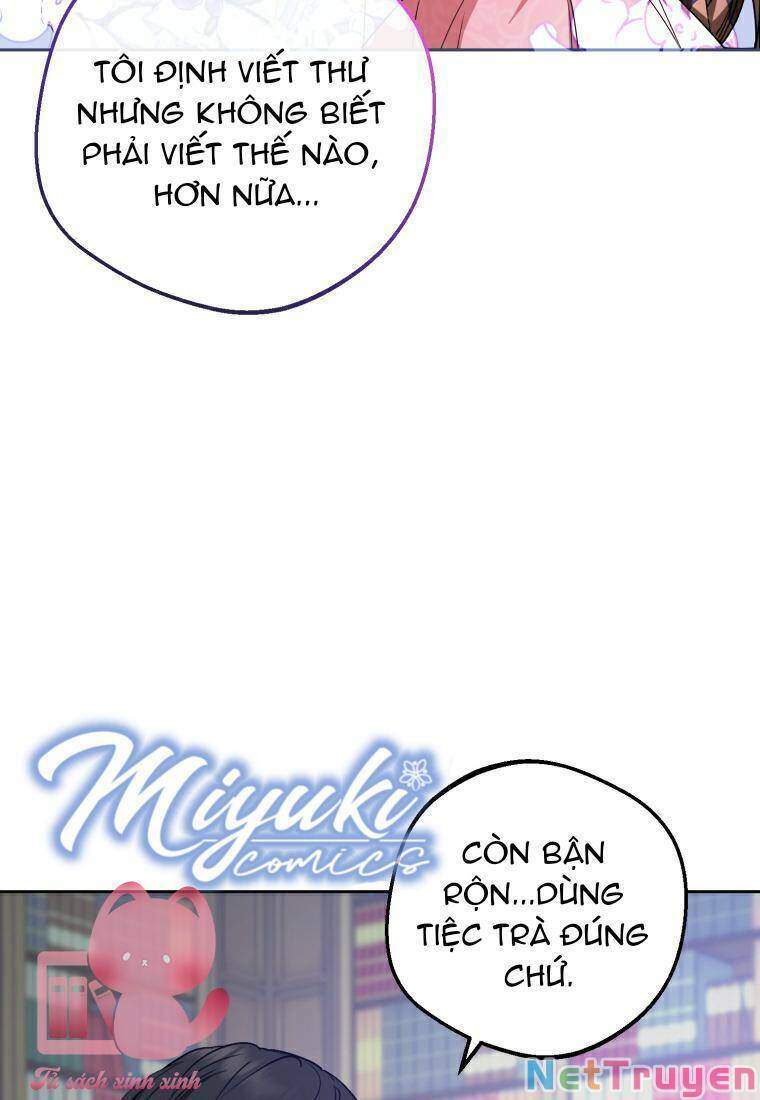 TÔI ĐỊNH VIẾT THƯ
NHƯNG KHÔNG BIẾT
PHẢI VIẾT THẾ NÀO,
HƠN NỮA...
Miyuki
comics
CÒN BẬN
RỘN...DÙNG
TIỆC TRÀ ĐÚNG
CHỨ.
Tủ sách xinh xinh
NetTruyen